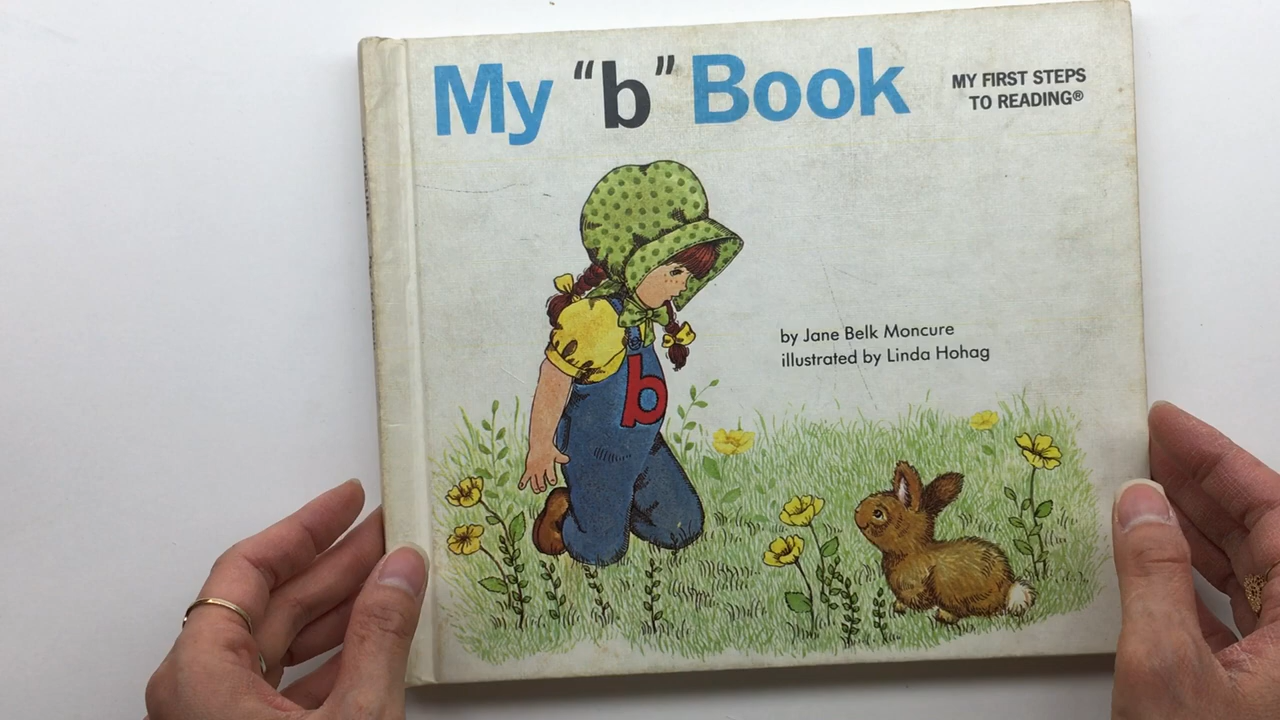 My “b” Book
MY FIRST STEPS
TO READING®
by Jane Belk Moncure
illustrated by Linda Hohag
b